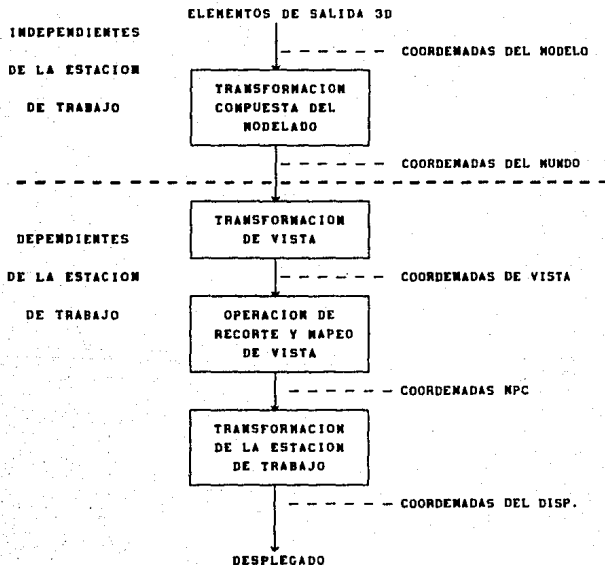 ELEMENTOS DE SALIDA 3D
INDEPENDIENTES
DE LA ESTACION
DE TRABAJO
COORDENADAS DEL MODELO
TRANSFORMACION
COMPUESTA DEL
MODELADO
COORDENADAS DEL MUNDO
TRANSFORMACION
DE VISTA
DEPENDIENTES
DE LA ESTACION
DE TRABAJO
COORDENADAS DE VISTA
OPERACION DE
RECORTE Y MAPEO
DE VISTA
COORDENADAS NPC
TRANSFORMACION
DE LA ESTACION
DE TRABAJO
COORDENADAS DEL DISP.
DESPLEGADO